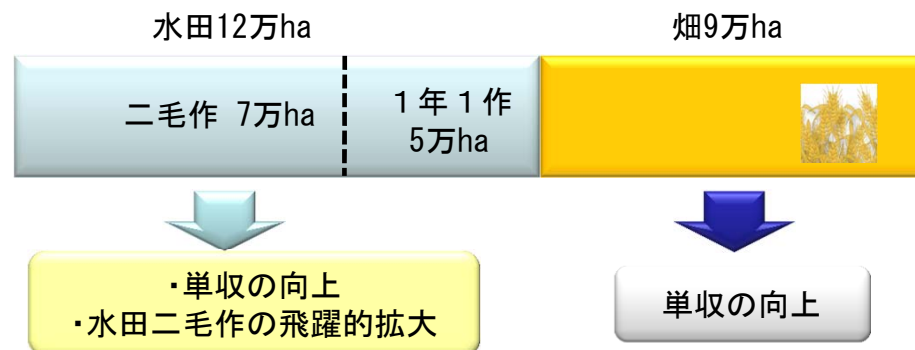 水田12万ha
畑9万ha
二毛作 7万ha
１年１作
5万ha
・単収の向上
・水田二毛作の飛躍的拡大
単収の向上